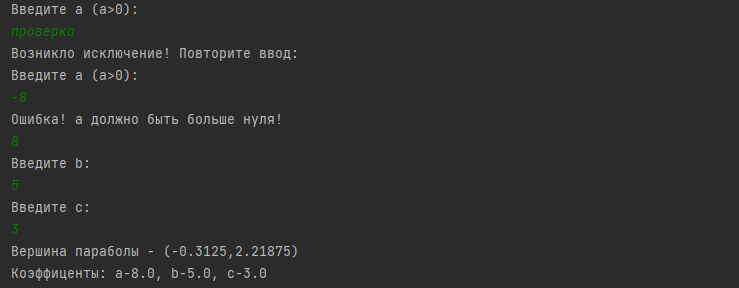 Введите a (a>0):
проверка
Возникло исключение! Повторите ввод:
Введите a (a>0):
-8
Ошибка! a должно быть больше нуля!
8
Введите b:
5
Введите c:
3
Вершина параболы - (-0.3125,2.21875)
Коэффиценты: a-8.0, b-5.0, c-3.0